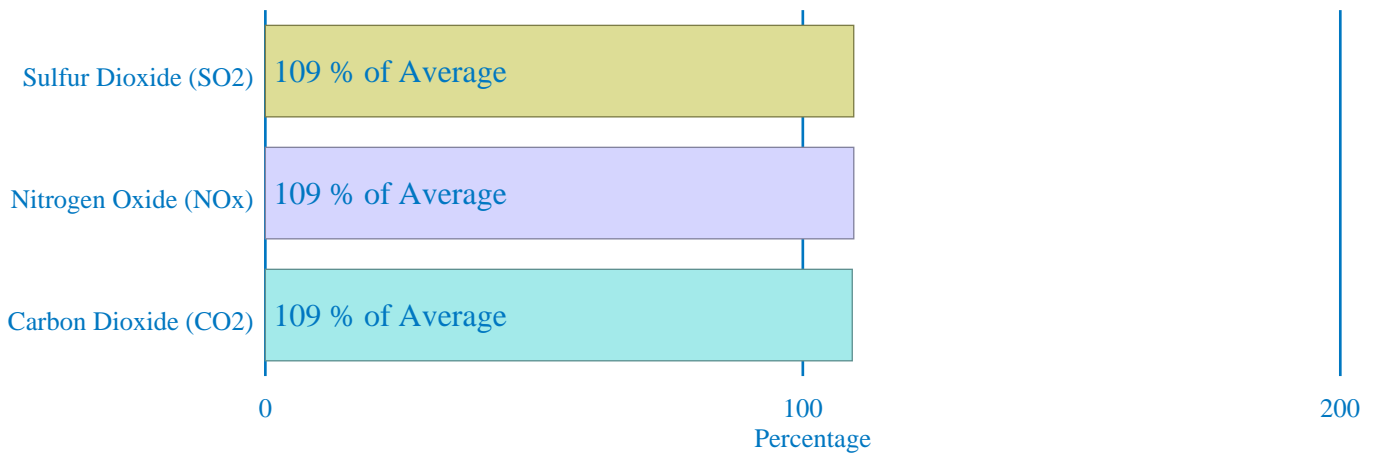 Sulfur Dioxide (SO2) 109 % of Average
Nitrogen Oxide (NOx) 109 % of Average
Carbon Dioxide (CO2) 109 % of Average
0 100 200
Percentage